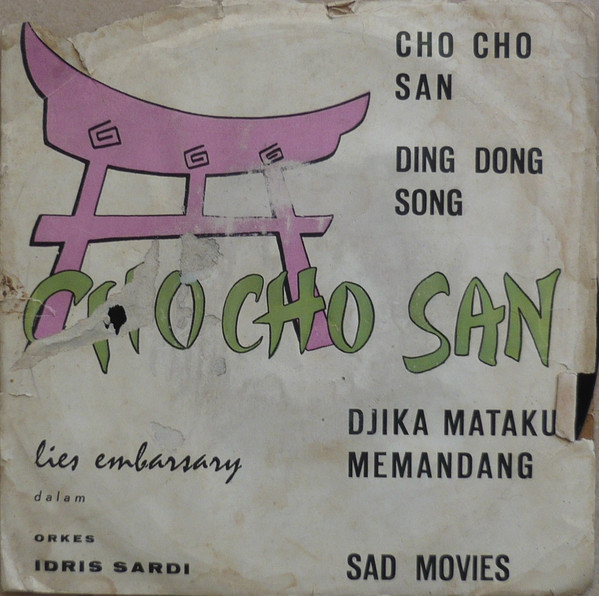 CHO CHO
SAN
DING DONG
SONG
CHO CHO SAN
DJIKA MATAKU
MEMANDANG
lies embarsary
dalam
ORKES
IDRIS SARDI
SAD MOVIES